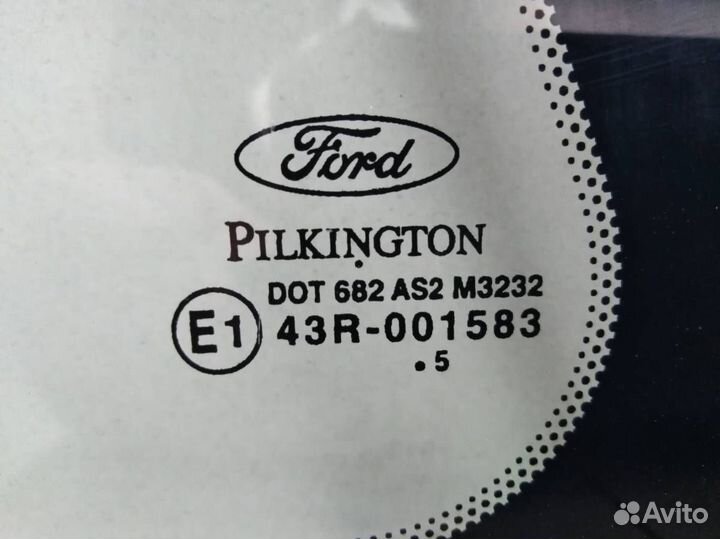 Ford
PILKINGTON
DOT 682 AS2 M3232
E1 43R-001583
.5
Avito